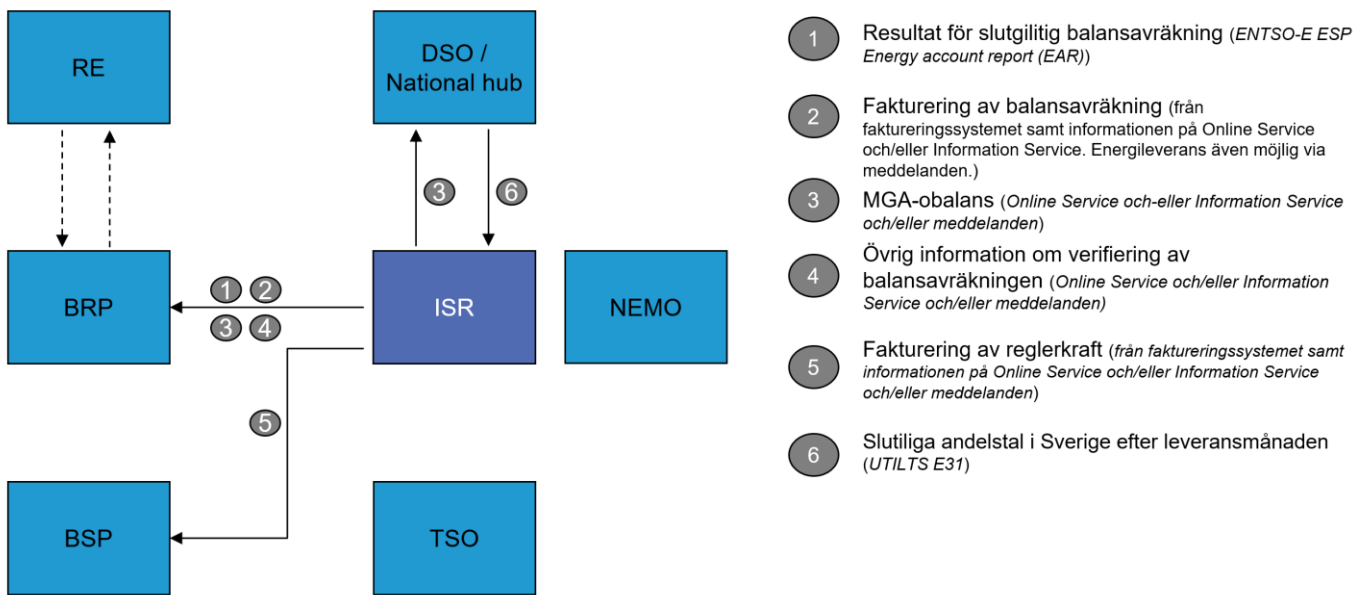 RE
DSO /
National hub
3
6
BRP
1 2
3 4
ISR
NEMO
5
BSP
TSO
1
Resultat för slutgilitig balansavräkning (ENTSO-E ESP
Energy account report (EAR))
2
Fakturering av balansavräkning (från
faktureringssystemet samt informationen på Online Service
och/eller Information Service. Energileverans även möjlig via
meddelanden.)
3
MGA-obalans (Online Service och-eller Information Service
och/eller meddelanden)
4
Övrig information om verifiering av
balansavräkningen (Online Service och/eller Information
Service och/eller meddelanden)
5
Fakturering av reglerkraft (från faktureringssystemet samt
informationen på Online Service och/eller Information Service
och/eller meddelanden)
6
Slutiliga andelstal i Sverige efter leveransmånaden
(UTILTS E31)